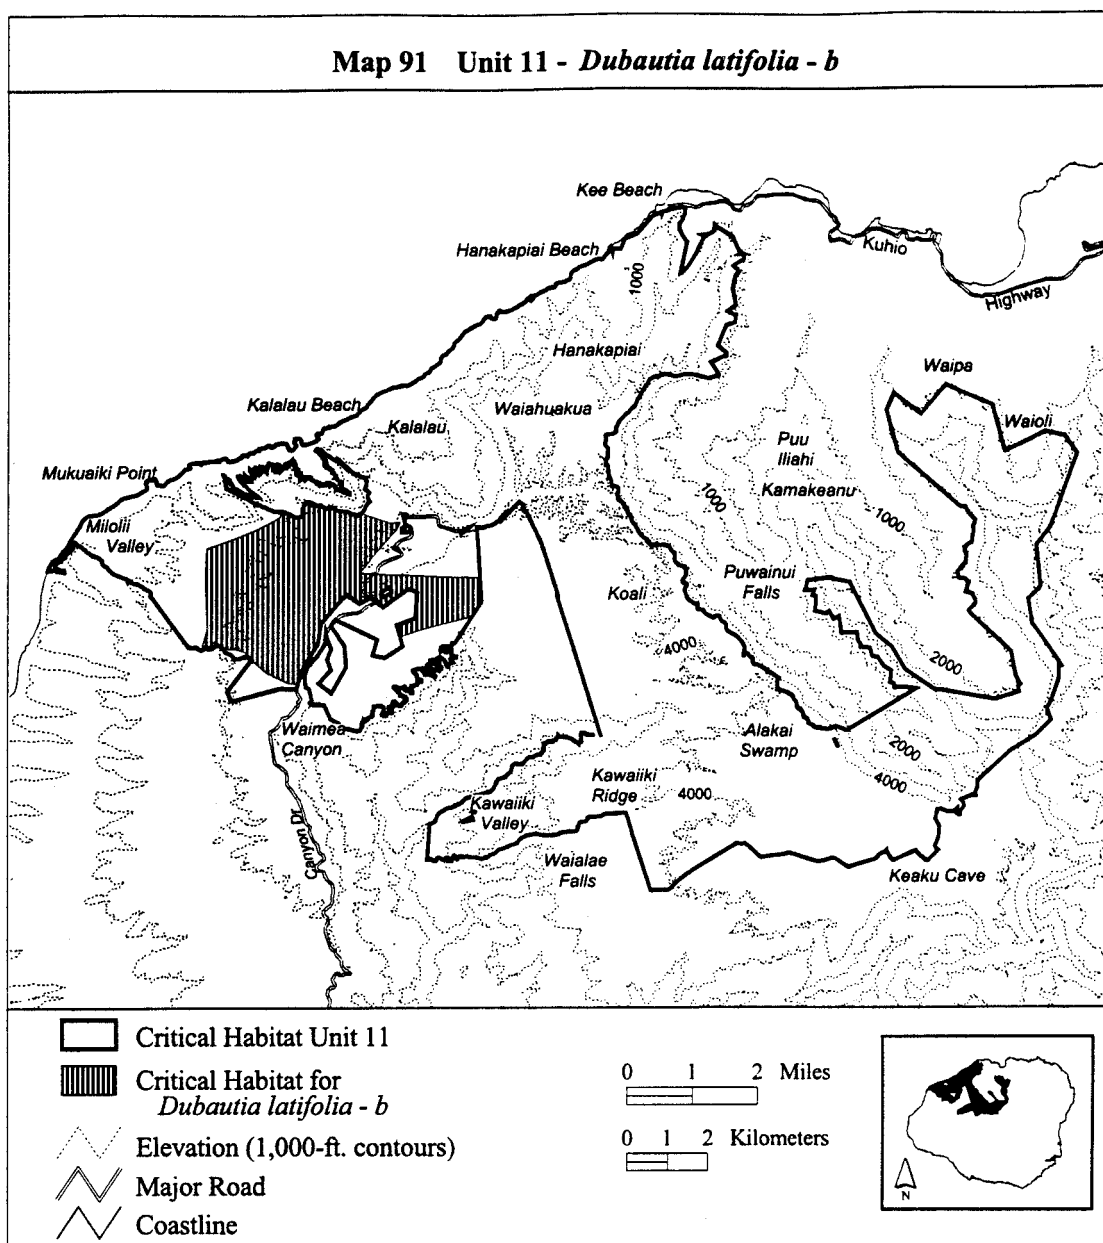 Map 91 Unit 11 - Dubautia latifolia - b
Kee Beach
Kuhio
Hanakapiai Beach
1000
Highway
Hanakapiai
Waipa
Kalalau Beach
Waiahuakua
Waioli
Kalalau
Puu
Iliahi
Mukuaiki Point
Kamakeanu
1000
1000
Milolii
Valley
Puwainui
Falls
Koali
4000
2000
Waimea
Canyon
Alakai
Swamp
2000
Kawaiiki
Ridge
4000
4000
Kawaiiki
Valley
Canyon Dr
Waialae
Falls
Keaku Cave
Critical Habitat Unit 11
Critical Habitat for
Dubautia latifolia - b
Elevation (1,000-ft. contours)
Major Road
Coastline
0 1 2 Miles
0 1 2 Kilometers
N